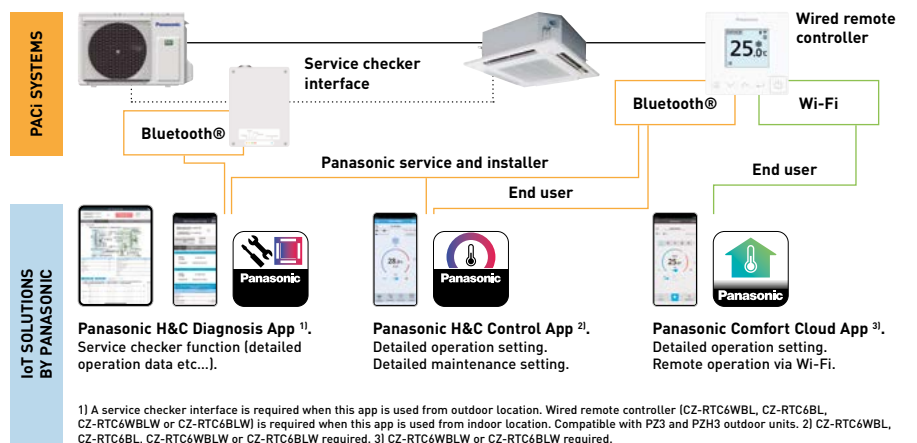 PACi SYSTEMS
Panasonic
Wired remote
controller
25.0°C
Service checker
interface
Bluetooth®
Bluetooth®
Wi-Fi
Panasonic service and installer
End user
End user
IoT SOLUTIONS
BY PANASONIC
Panasonic
Panasonic
Panasonic
Panasonic H&C Diagnosis App 1).
Service checker function (detailed
operation data etc...).
Panasonic H&C Control App 2).
Detailed operation setting.
Detailed maintenance setting.
Panasonic Comfort Cloud App 3).
Detailed operation setting.
Remote operation via Wi-Fi.
1) A service checker interface is required when this app is used from outdoor location. Wired remote controller (CZ-RTC6WBL, CZ-RTC6BL,
CZ-RTC6WBLW or CZ-RTC6BLW) is required when this app is used from indoor location. Compatible with PZ3 and PZH3 outdoor units. 2) CZ-RTC6WBL,
CZ-RTC6BL, CZ-RTC6WBLW or CZ-RTC6BLW required. 3) CZ-RTC6WBLW or CZ-RTC6BLW required.